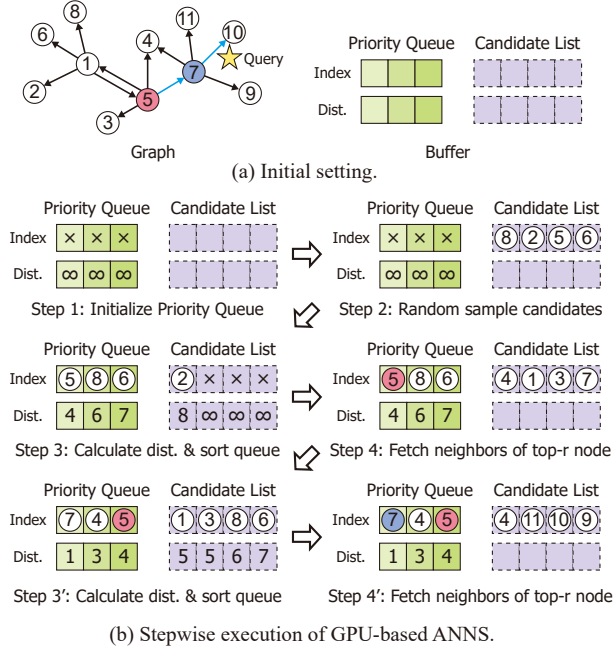 8 11 10
6 4 Query
1 7
2 5 9
3
Priority Queue Candidate List
Index
Dist.
Graph Buffer
(a) Initial setting.
Priority Queue Candidate List Priority Queue Candidate List
Index × × × Index × × × 8 2 5 6
Dist. ∞ ∞ ∞ Dist. ∞ ∞ ∞
Step 1: Initialize Priority Queue Step 2: Random sample candidates
Priority Queue Candidate List Priority Queue Candidate List
Index 5 8 6 2 × × × Index 5 8 6 4 1 3 7
Dist. 4 6 7 8 ∞ ∞ ∞ Dist. 4 6 7
Step 3: Calculate dist. & sort queue Step 4: Fetch neighbors of top-r node
Priority Queue Candidate List Priority Queue Candidate List
Index 7 4 5 1 3 8 6 Index 7 4 5 4 11 10 9
Dist. 1 3 4 5 5 6 7 Dist. 1 3 4
Step 3′: Calculate dist. & sort queue Step 4′: Fetch neighbors of top-r node
(b) Stepwise execution of GPU-based ANNS.